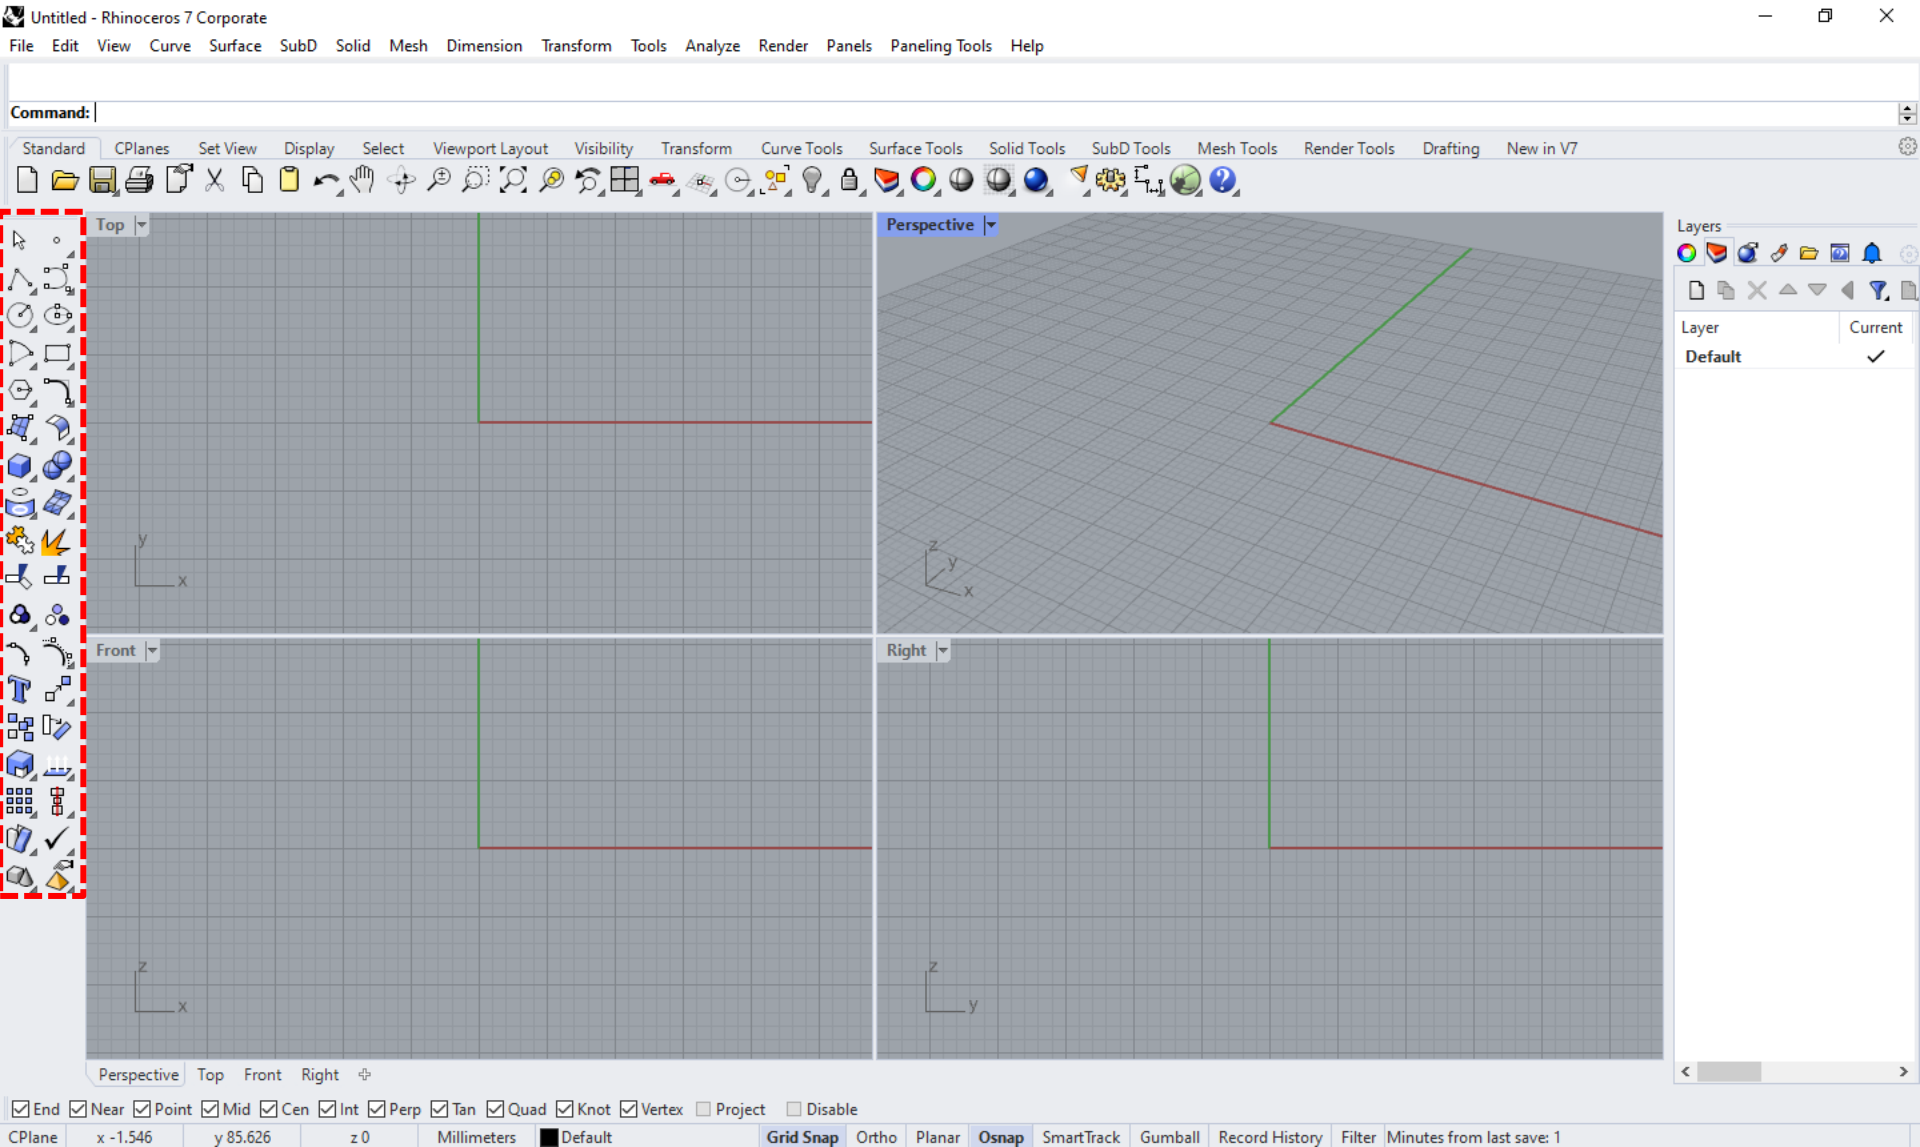 Untitled - Rhinoceros 7 Corporate
File Edit View Curve Surface SubD Solid Mesh Dimension Transform Tools Analyze Render Panels Paneling Tools Help
Command:
Standard CPlanes Set View Display Select Viewport Layout Visibility Transform Curve Tools Surface Tools Solid Tools SubD Tools Mesh Tools Render Tools Drafting New in V7
Top
Perspective
Layers
Layer Current
Default
y
x
z
y
x
Front
Right
z
x
z
y
Perspective Top Front Right
End Near Point Mid Cen Int Perp Tan Quad Knot Vertex Project Disable
CPlane x -1.546 y 85.626 z 0 Millimeters Default Grid Snap Ortho Planar Osnap SmartTrack Gumball Record History Filter Minutes from last save: 1